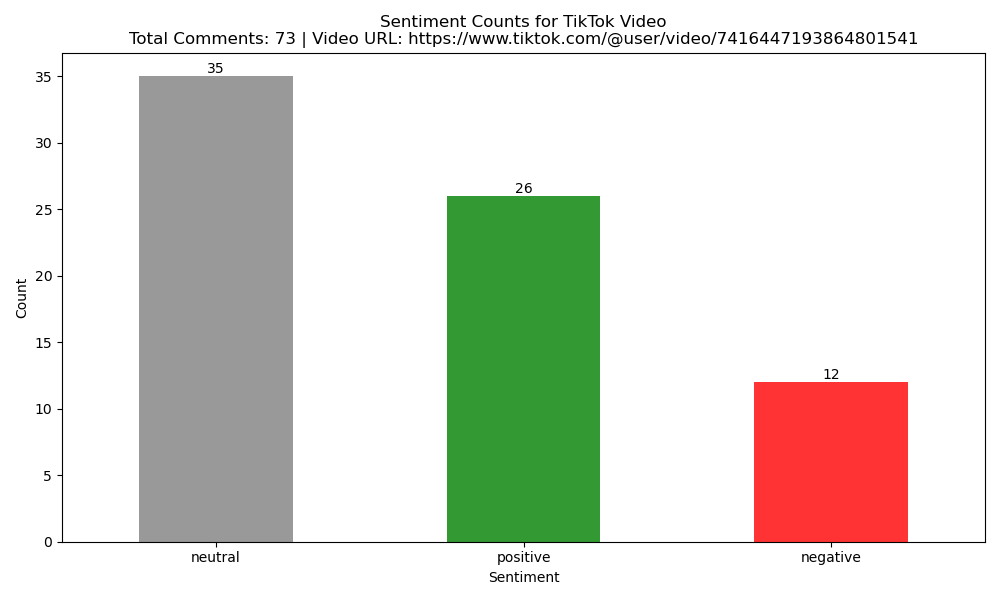 Sentiment Counts for TikTok Video
Total Comments: 73 | Video URL: https://www.tiktok.com/@user/video/7416447193864801541
35
26
12
35
30
25
20
15
10
5
0
Count
neutral
positive
negative
Sentiment